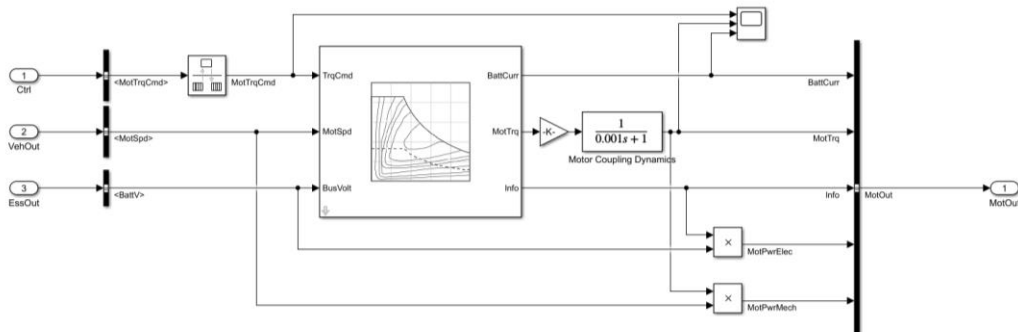 1
Ctrl
<MotTrqCmd>
MotTrqCmd
2
VehOut
<MotSpd>
3
EssOut
<BattV>
TrqCmd
MotSpd
BusVolt
BattCurr
MotTrq
Info
-K-
1
0.001s + 1
Motor Coupling Dynamics
×
MotPwrElec
×
MotPwrMech
BattCurr
MotTrq
Info
MotOut
1
MotOut